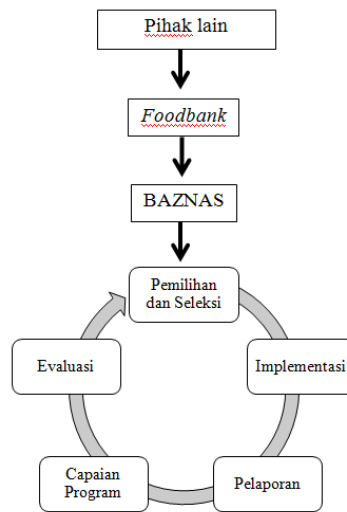 Pihak lain
Foodbank
BAZNAS
Pemilihan
dan Seleksi
Implementasi
Pelaporan
Capaian
Program
Evaluasi